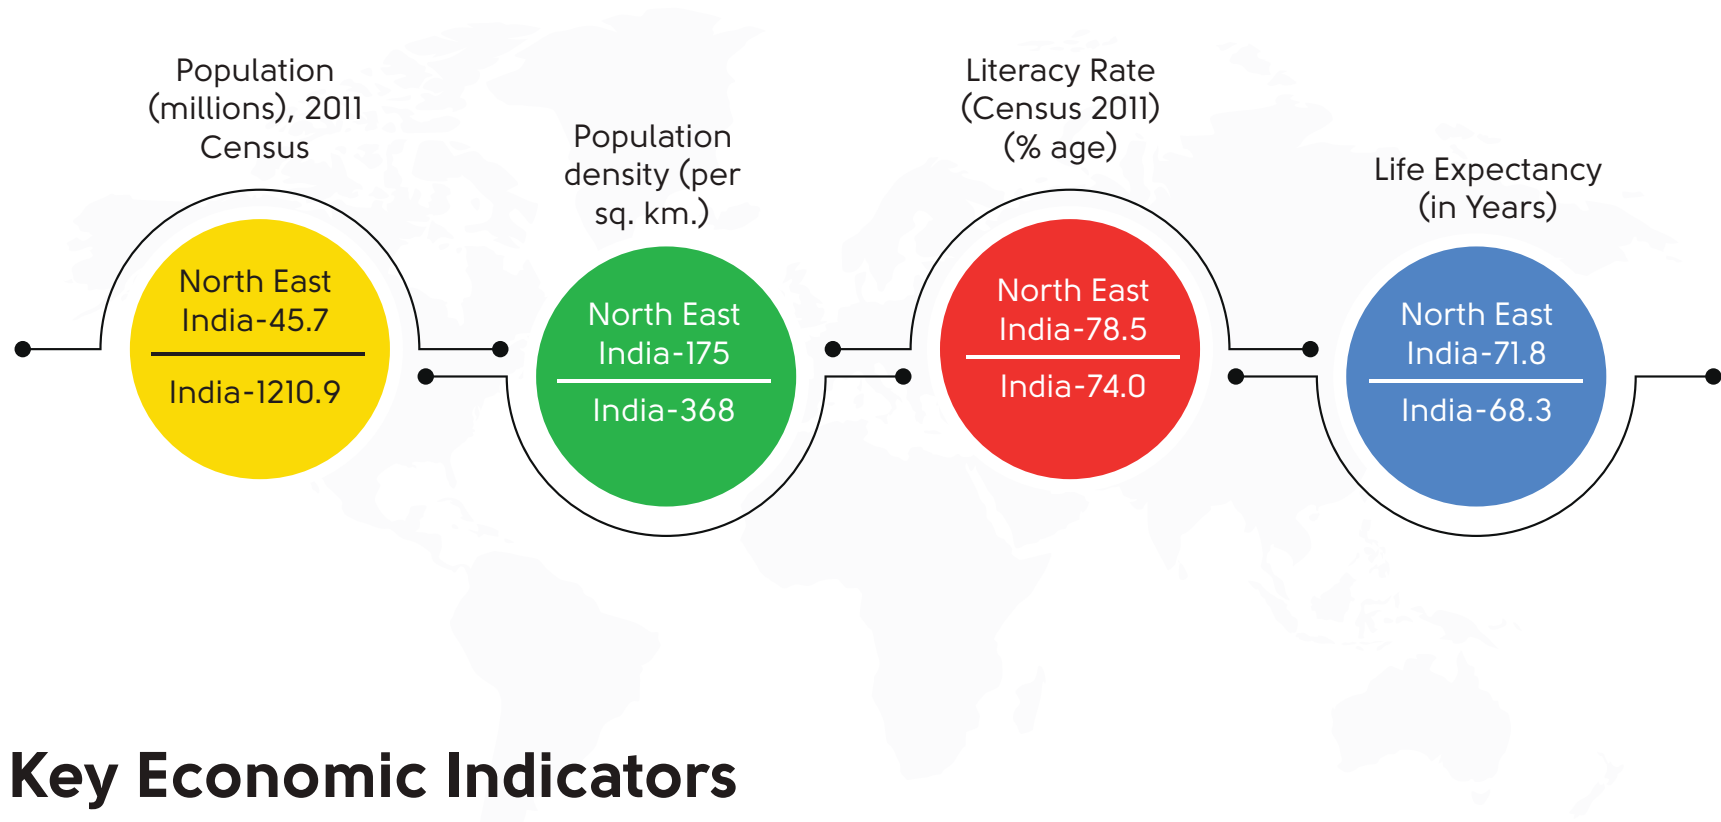 Population
(millions), 2011
Census
North East
India-45.7
India-1210.9
Population
density (per
sq. km.)
North East
India-175
India-368
Literacy Rate
(Census 2011)
(% age)
North East
India-78.5
India-74.0
Life Expectancy
(in Years)
North East
India-71.8
India-68.3
Key Economic Indicators